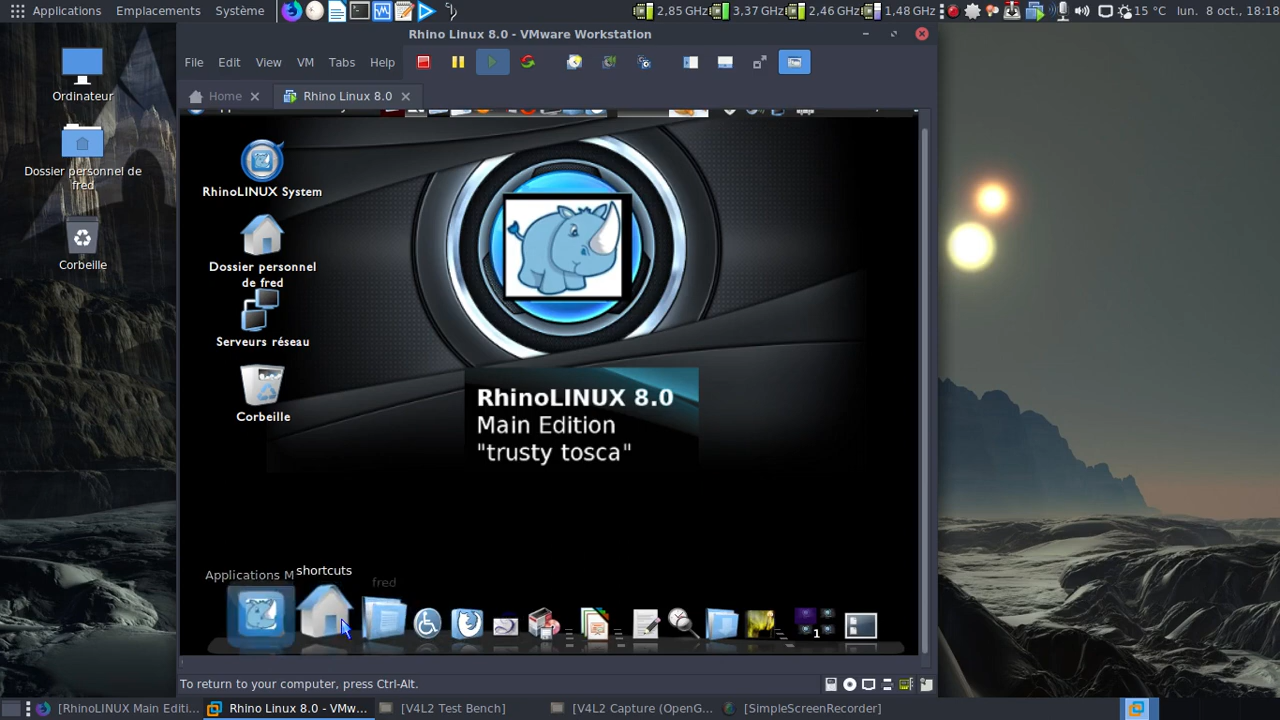 Applications Emplacements Système 2,85 GHz 3,37 GHz 2,46 GHz 1,48 GHz 15 °C lun. 8 oct., 18:18
Rhino Linux 8.0 - VMware Workstation
File Edit View VM Tabs Help
Home Rhino Linux 8.0
Ordinateur
Dossier personnel de
fred
Corbeille
RhinoLINUX System
Dossier personnel
de fred
Serveurs réseau
Corbeille
RhinoLINUX 8.0
Main Edition
"trusty tosca"
Applications M
shortcuts
fred
1
To return to your computer, press Ctrl-Alt.
[RhinoLINUX Main Editi... Rhino Linux 8.0 - VMw... [V4L2 Test Bench] [V4L2 Capture (OpenG... [SimpleScreenRecorder]